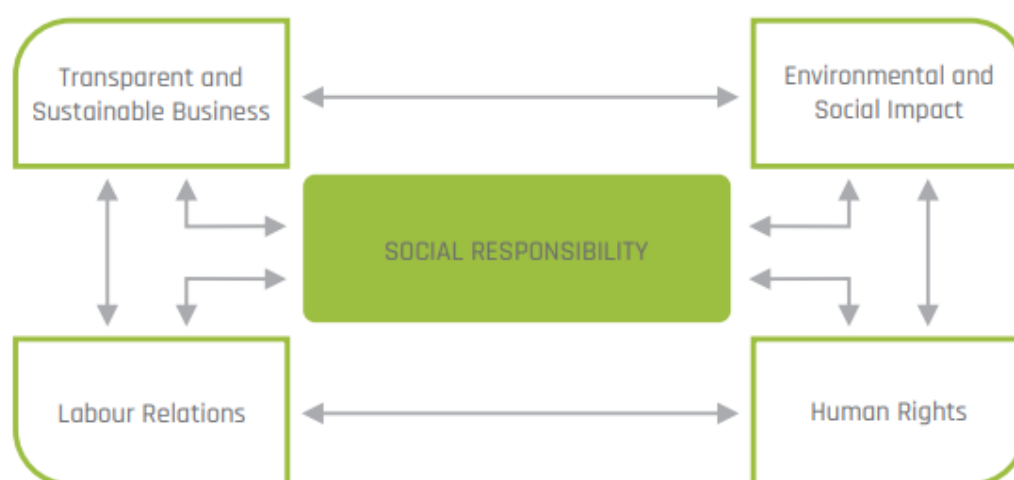 Transparent and
Sustainable Business
Environmental and
Social Impact
SOCIAL RESPONSIBILITY
Labour Relations
Human Rights